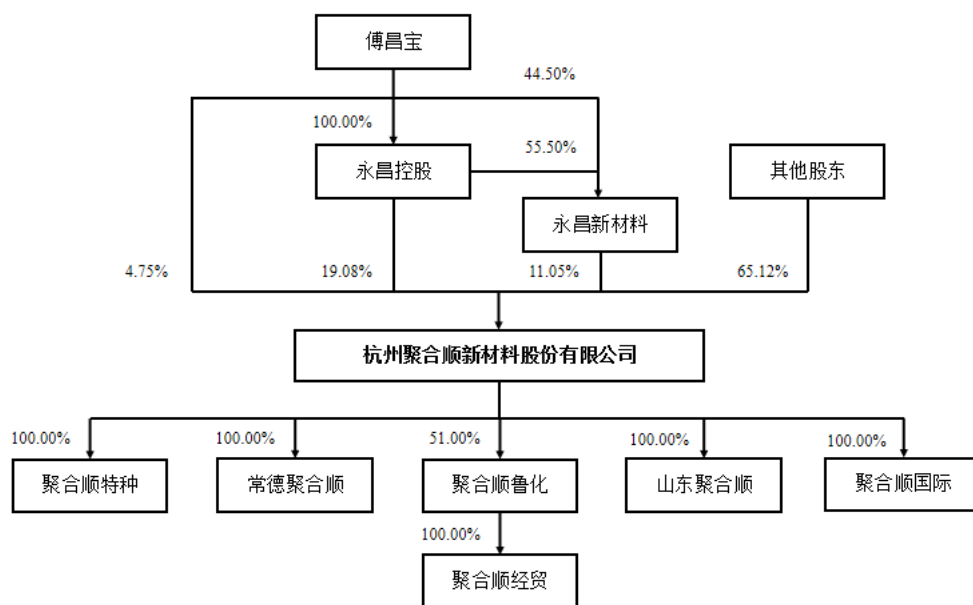 傅昌宝
44.50%
100.00%
55.50%
永昌控股
其他股东
永昌新材料
4.75%
19.08%
11.05%
65.12%
杭州聚合顺新材料股份有限公司
100.00%
100.00%
51.00%
100.00%
100.00%
聚合顺特种
常德聚合顺
聚合顺鲁化
山东聚合顺
聚合顺国际
100.00%
聚合顺经贸